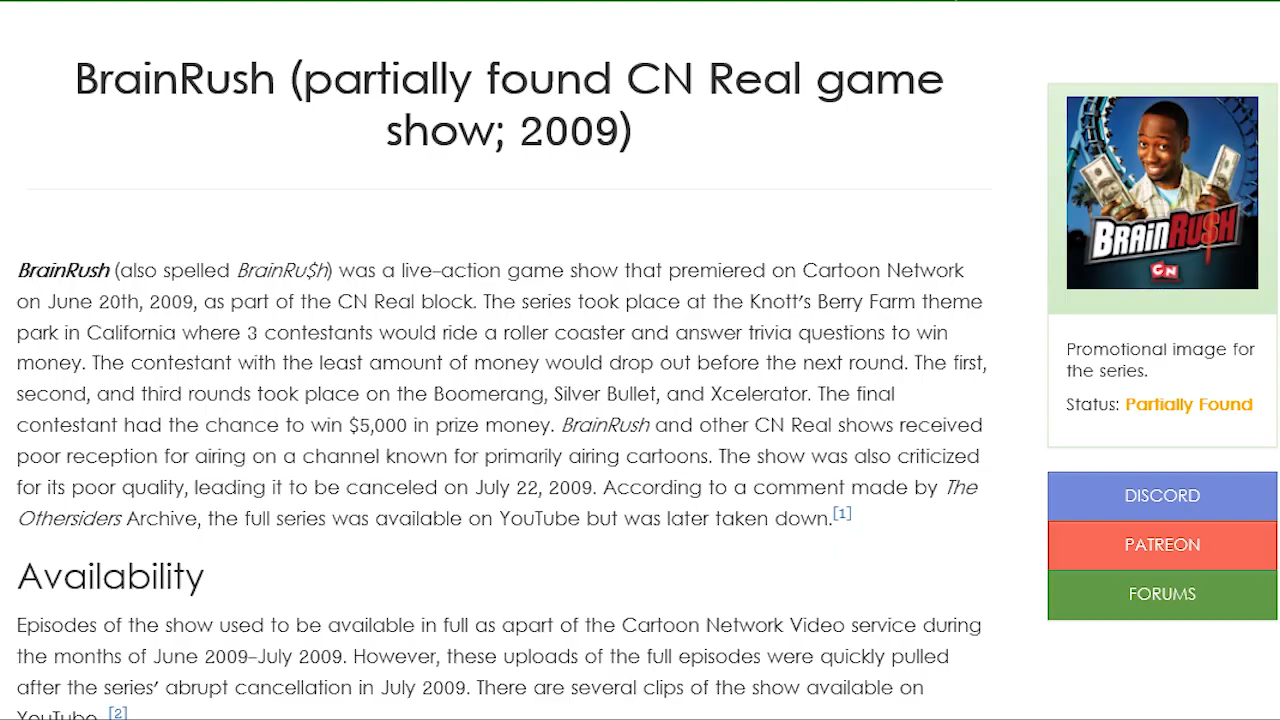 BrainRush (partially found CN Real game
show; 2009)
BRAINRUSH
CN
BrainRush (also spelled BrainRu$h) was a live-action game show that premiered on Cartoon Network
on June 20th, 2009, as part of the CN Real block. The series took place at the Knott's Berry Farm theme
park in California where 3 contestants would ride a roller coaster and answer trivia questions to win
money. The contestant with the least amount of money would drop out before the next round. The first,
second, and third rounds took place on the Boomerang, Silver Bullet, and Xcelerator. The final
contestant had the chance to win $5,000 in prize money. BrainRush and other CN Real shows received
poor reception for airing on a channel known for primarily airing cartoons. The show was also criticized
for its poor quality, leading it to be canceled on July 22, 2009. According to a comment made by The
Othersiders Archive, the full series was available on YouTube but was later taken down.[1]
Promotional image for
the series.
Status: Partially Found
DISCORD
PATREON
FORUMS
Availability
Episodes of the show used to be available in full as apart of the Cartoon Network Video service during
the months of June 2009–July 2009. However, these uploads of the full episodes were quickly pulled
after the series' abrupt cancellation in July 2009. There are several clips of the show available on
YouTube. [2]